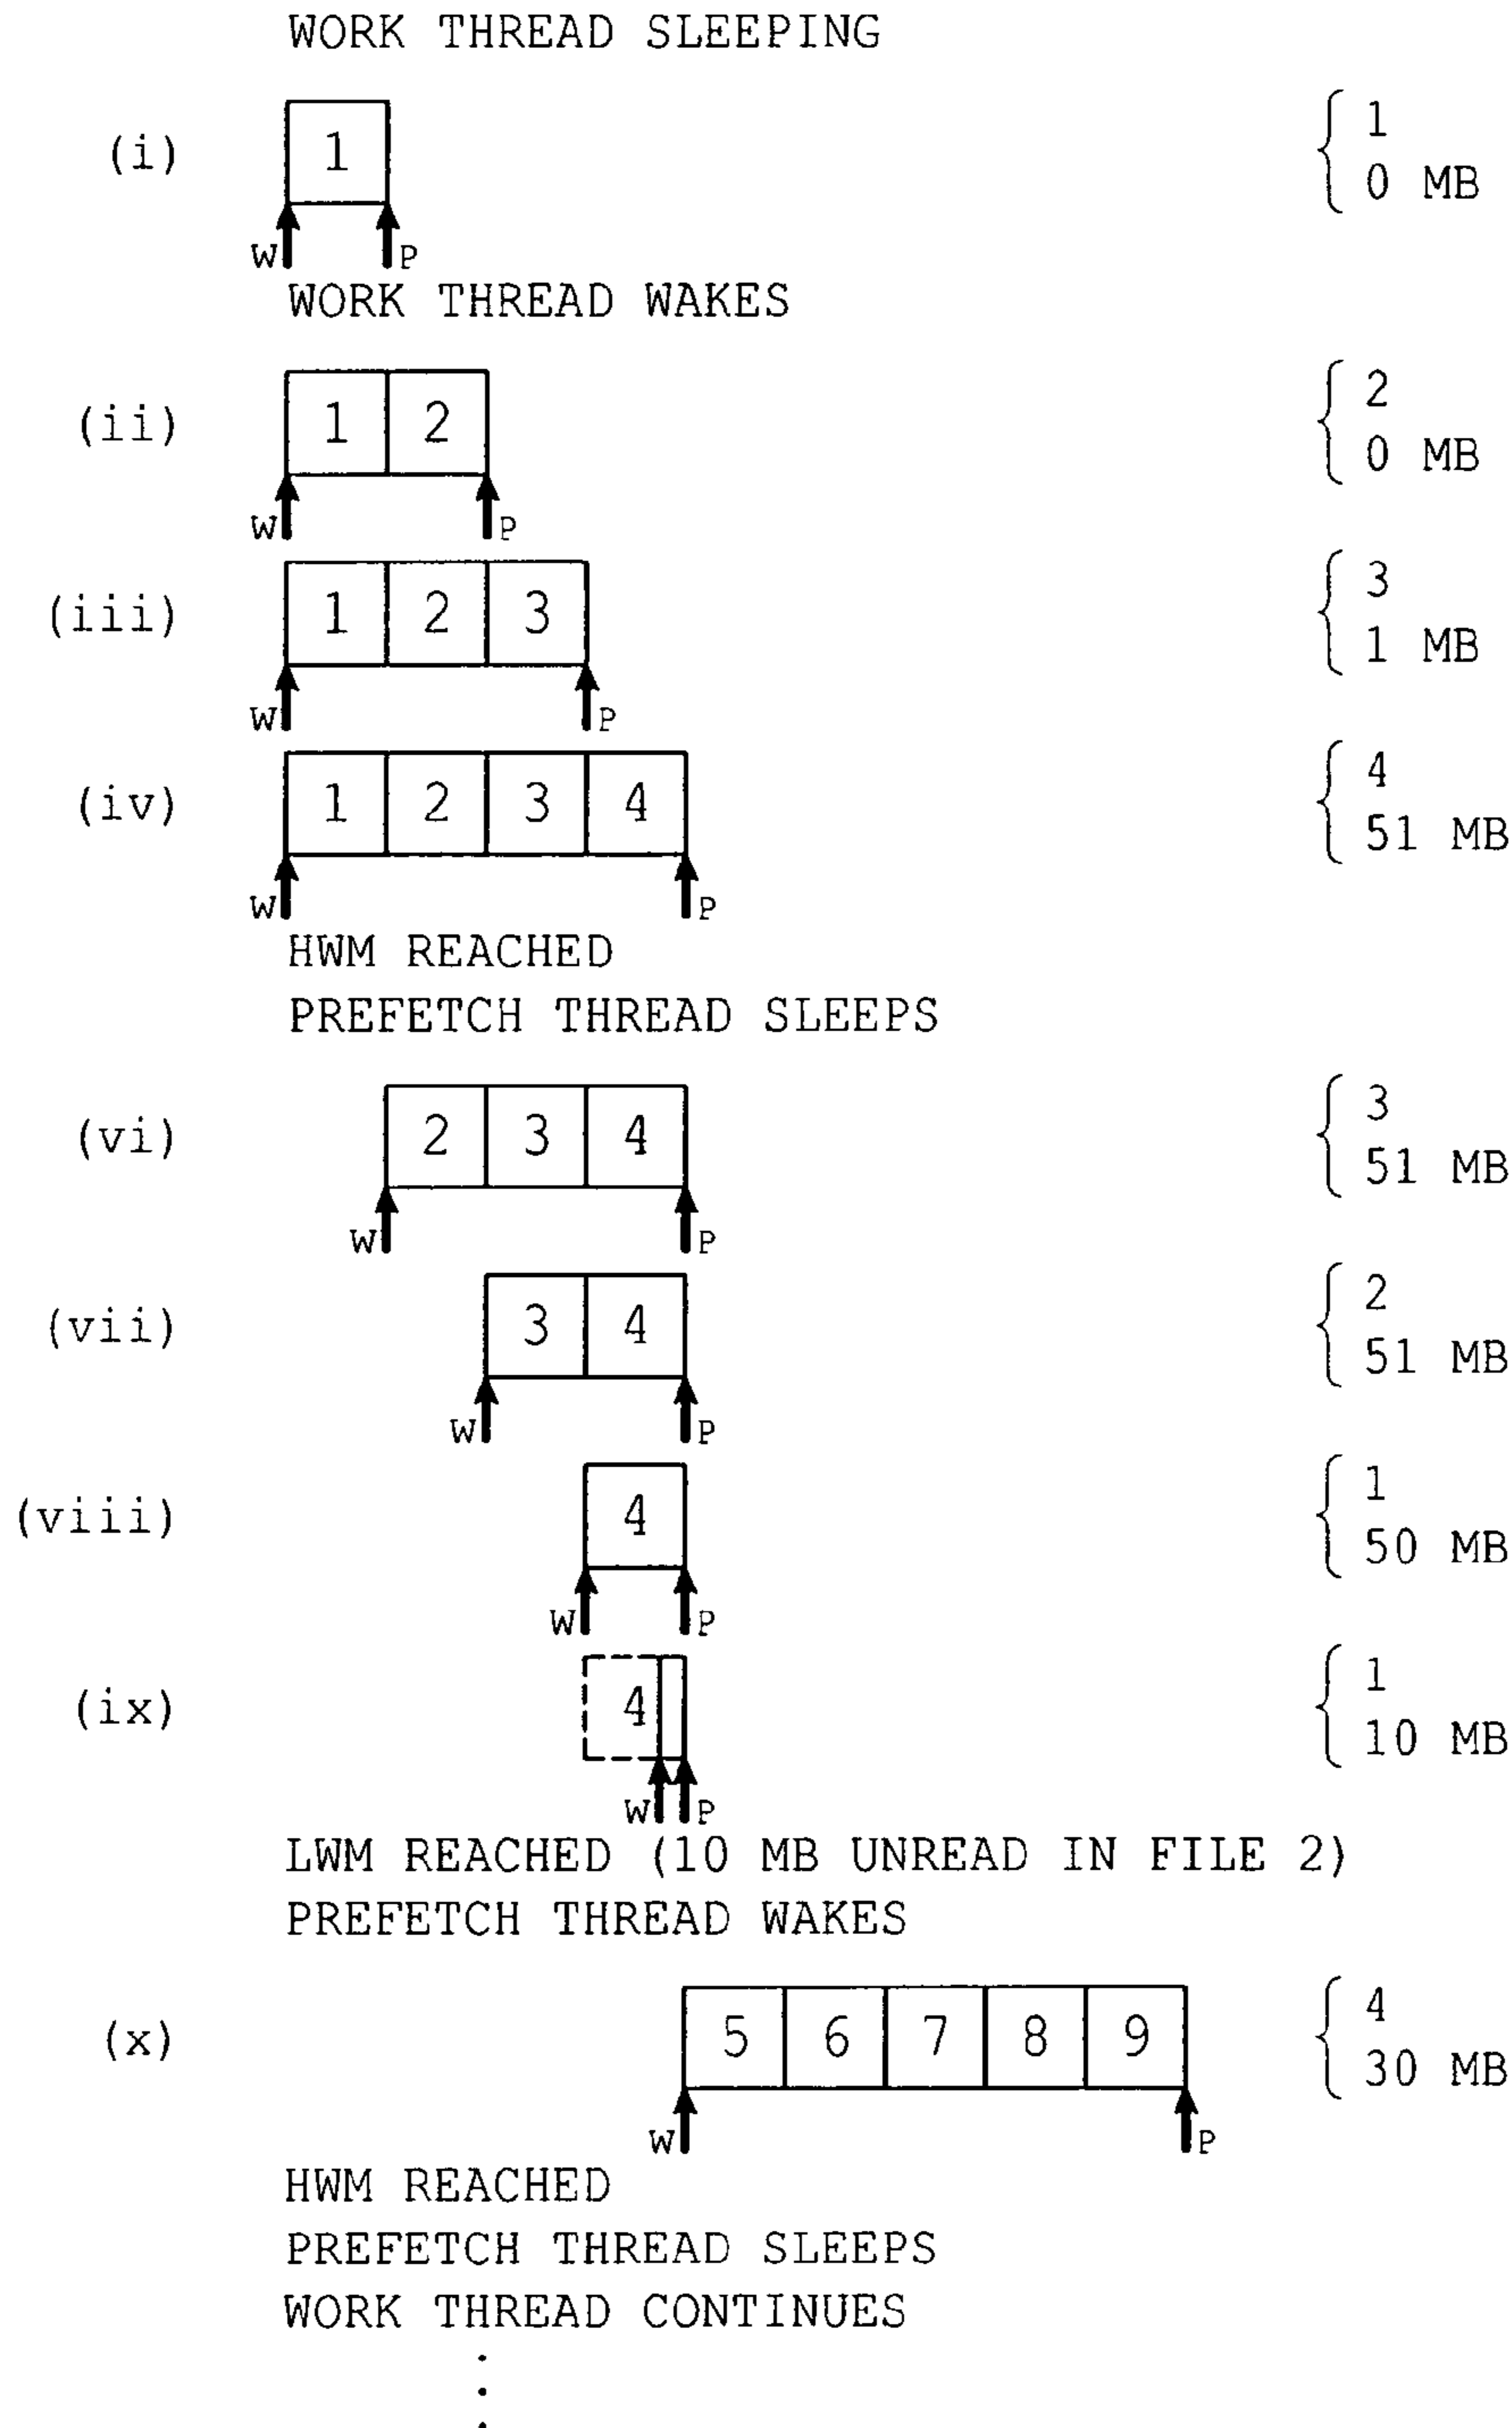 WORK THREAD SLEEPING
(i) 1 { 1
0 MB
W P
WORK THREAD WAKES
(ii) 1 2 { 2
0 MB
W P
(iii) 1 2 3 { 3
1 MB
W P
(iv) 1 2 3 4 { 4
51 MB
W P
HWM REACHED
PREFETCH THREAD SLEEPS
(vi) 2 3 4 { 3
51 MB
W P
(vii) 3 4 { 2
51 MB
W P
(viii) 4 { 1
50 MB
W P
(ix) 4 { 1
10 MB
W P
LWM REACHED (10 MB UNREAD IN FILE 2)
PREFETCH THREAD WAKES
(x) 5 6 7 8 9 { 4
30 MB
W P
HWM REACHED
PREFETCH THREAD SLEEPS
WORK THREAD CONTINUES